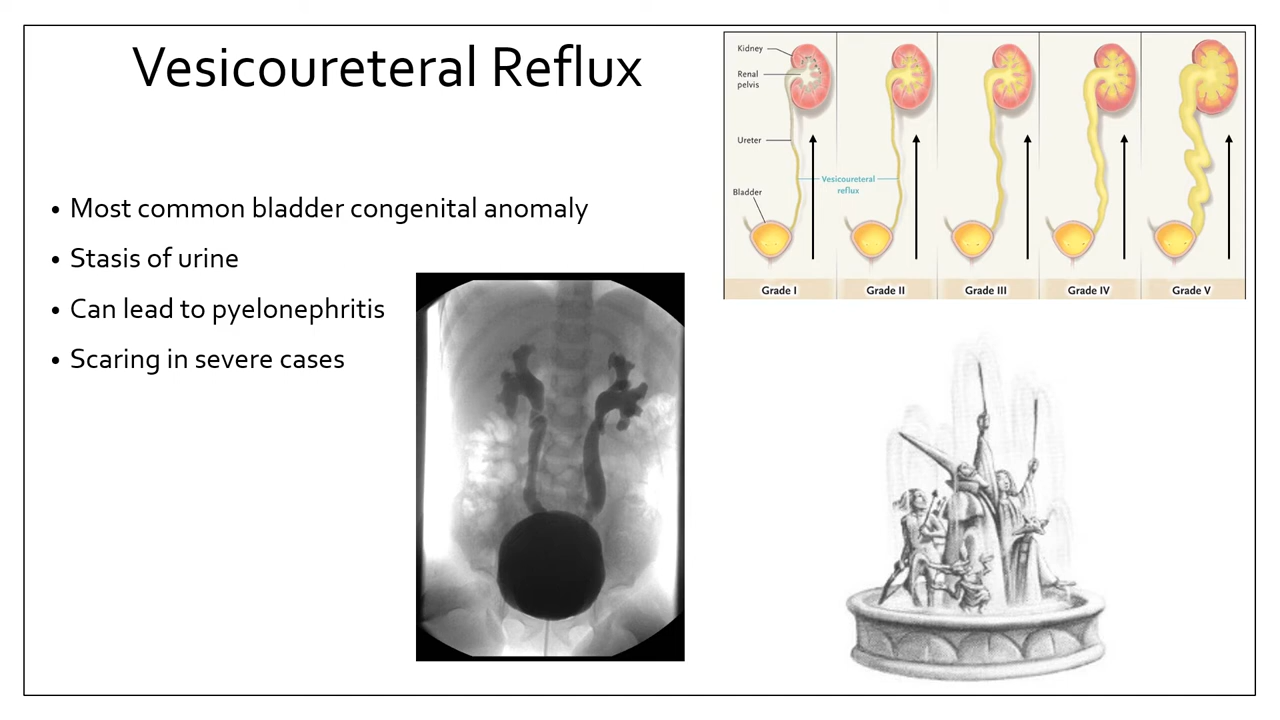 Vesicoureteral Reflux
• Most common bladder congenital anomaly
• Stasis of urine
• Can lead to pyelonephritis
• Scaring in severe cases
Kidney
Renal
pelvis
Ureter
Vesicoureteral
reflux
Bladder
Grade I
Grade II
Grade III
Grade IV
Grade V